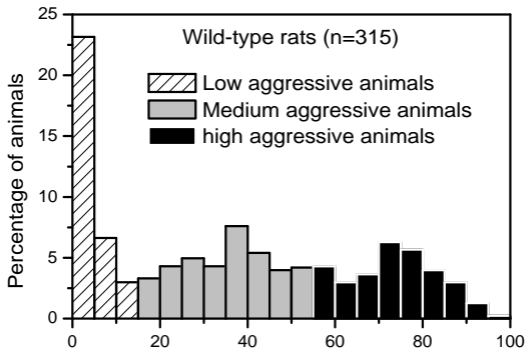 Wild-type rats (n=315)
Low aggressive animals
Medium aggressive animals
high aggressive animals
Percentage of animals
25
20
15
10
5
0
0 20 40 60 80 100